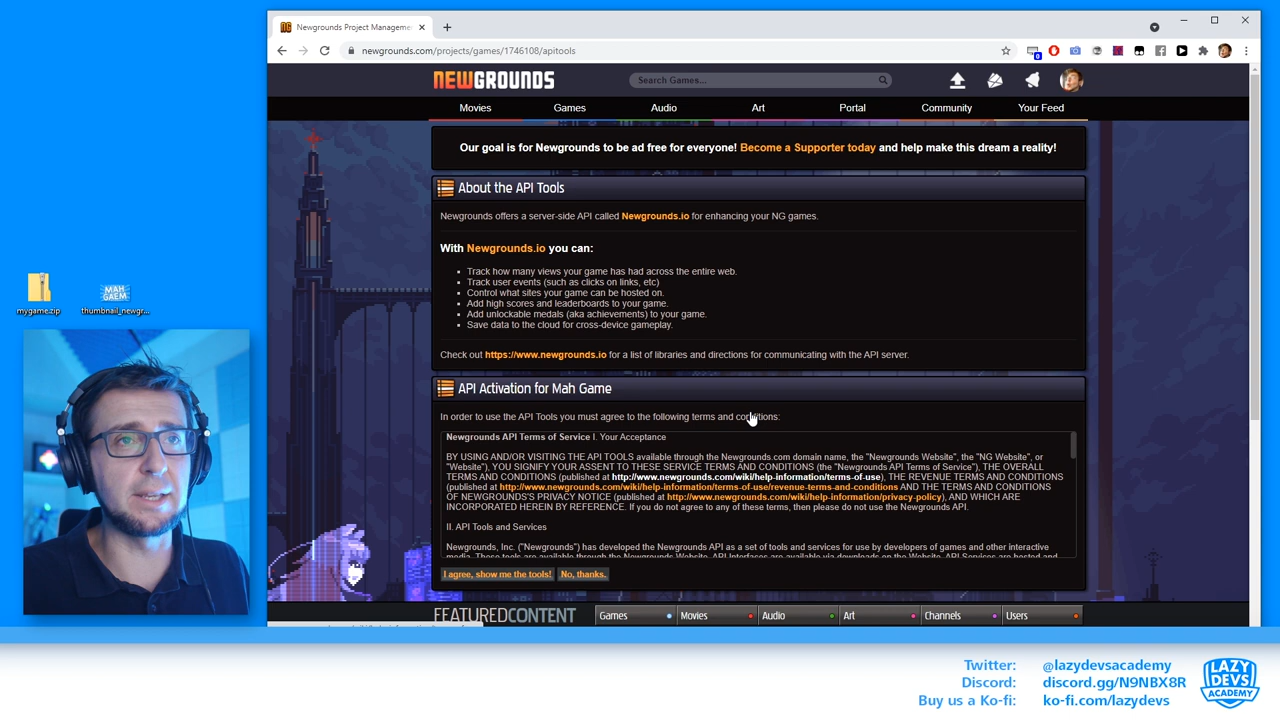 Newgrounds Project Manageme
newgrounds.com/projects/games/1746108/apitools
0
NEWGROUNDS
Search Games...
Movies
Games
Audio
Art
Portal
Community
Your Feed
Our goal is for Newgrounds to be ad free for everyone! Become a Supporter today and help make this dream a reality!
About the API Tools
Newgrounds offers a server-side API called Newgrounds.io for enhancing your NG games.
With Newgrounds.io you can:
Track how many views your game has had across the entire web.
Track user events (such as clicks on links, etc)
Control what sites your game can be hosted on.
Add high scores and leaderboards to your game.
Add unlockable medals (aka achievements) to your game.
Save data to the cloud for cross-device gameplay.
Check out https://www.newgrounds.io for a list of libraries and directions for communicating with the API server.
API Activation for Mah Game
In order to use the API Tools you must agree to the following terms and conditions:
Newgrounds API Terms of Service I. Your Acceptance
BY USING AND/OR VISITING THE API TOOLS available through the Newgrounds.com domain name, the "Newgrounds Website", the "NG Website", or
"Website"), YOU SIGNIFY YOUR ASSENT TO THESE SERVICE TERMS AND CONDITIONS (the "Newgrounds API Terms of Service"), THE OVERALL
TERMS AND CONDITIONS (published at http://www.newgrounds.com/wiki/help-information/terms-of-use), THE REVENUE TERMS AND CONDITIONS
(published at http://www.newgrounds.com/wiki/help-information/terms-of-use/revenue-terms-and-conditions AND THE TERMS AND CONDITIONS
OF NEWGROUNDS'S PRIVACY NOTICE (published at http://www.newgrounds.com/wiki/help-information/privacy-policy), AND WHICH ARE
INCORPORATED HEREIN BY REFERENCE. If you do not agree to any of these terms, then please do not use the Newgrounds API.
II. API Tools and Services
Newgrounds, Inc. ("Newgrounds") has developed the Newgrounds API as a set of tools and services for use by developers of games and other interactive
I agree, show me the tools!
No, thanks.
FEATUREDCONTENT
Games
Movies
Audio
Art
Channels
Users
MAH
GAEM
mygame.zip
thumbnail_newgr...
Twitter: @lazydevsacademy
Discord: discord.gg/N9NBX8R
Buy us a Ko-fi: ko-fi.com/lazydevs
LAZY
DEVS
ACADEMY